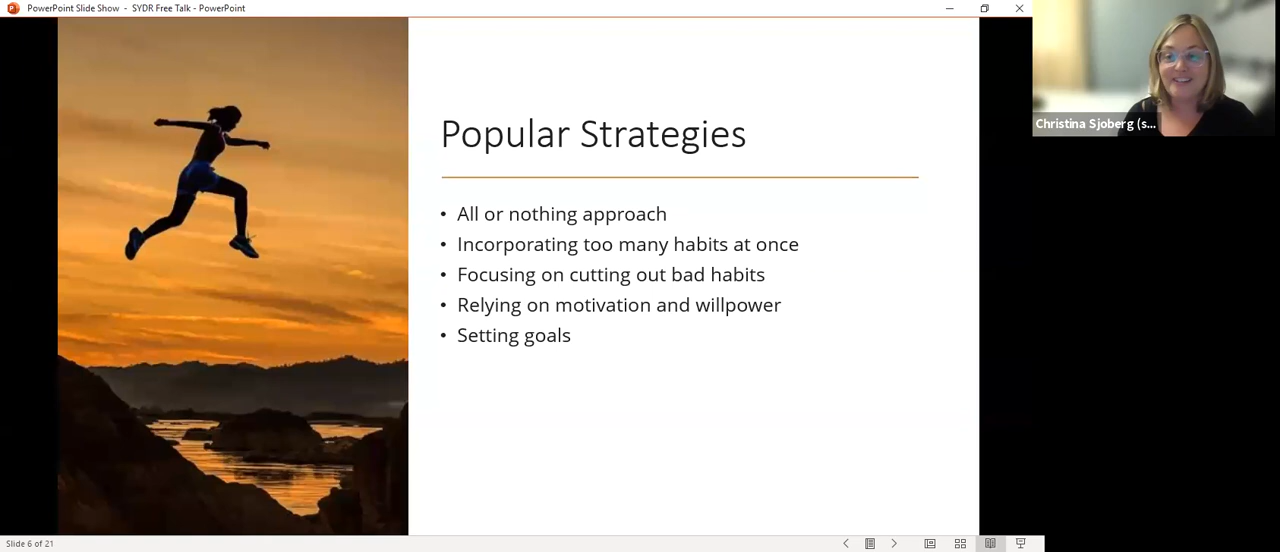 PowerPoint Slide Show - SYDR Free Talk - PowerPoint
Christina Sjoberg (s...
Popular Strategies
• All or nothing approach
• Incorporating too many habits at once
• Focusing on cutting out bad habits
• Relying on motivation and willpower
• Setting goals
Slide 6 of 21